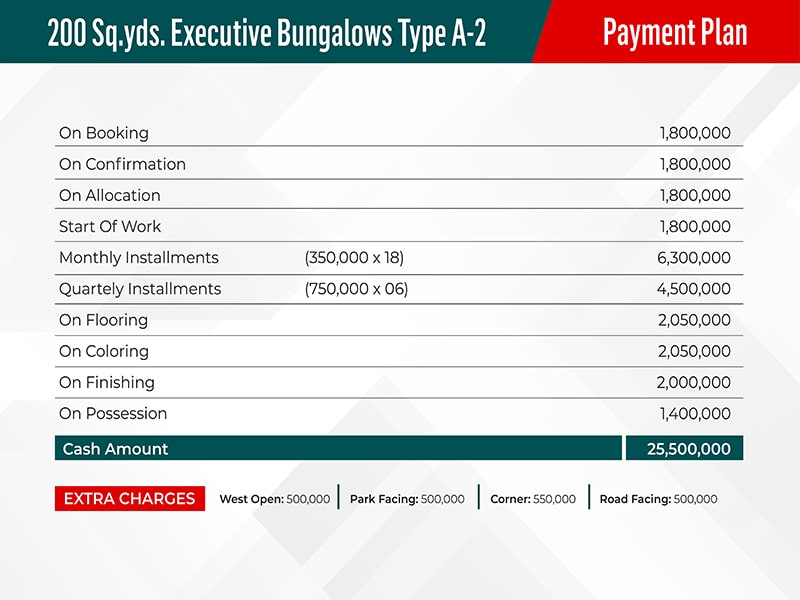 200 Sq.yds. Executive Bungalows Type A-2 Payment Plan
On Booking 1,800,000
On Confirmation 1,800,000
On Allocation 1,800,000
Start Of Work 1,800,000
Monthly Installments (350,000 x 18) 6,300,000
Quartely Installments (750,000 x 06) 4,500,000
On Flooring 2,050,000
On Coloring 2,050,000
On Finishing 2,000,000
On Possession 1,400,000
Cash Amount 25,500,000
EXTRA CHARGES West Open: 500,000 Park Facing: 500,000 Corner: 550,000 Road Facing: 500,000